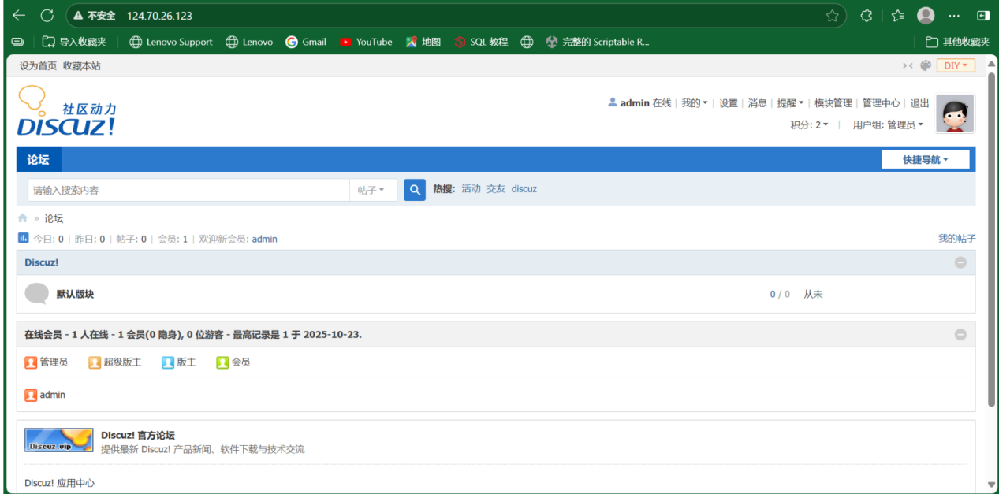 不安全 124.70.26.123
导入收藏夹 Lenovo Support Lenovo Gmail YouTube 地图 SQL 教程 完整的 Scriptable R... 其他收藏夹
设为首页 收藏本站 DIY
社区动力
DISCUZ!
admin 在线 | 我的 | 设置 | 消息 | 提醒 | 模块管理 | 管理中心 | 退出
积分: 2 | 用户组: 管理员
论坛 快捷导航
请输入搜索内容 帖子 热搜: 活动 交友 discuz
» 论坛
今日: 0 | 昨日: 0 | 帖子: 0 | 会员: 1 | 欢迎新会员: admin 我的帖子
Discuz!
默认版块 0 / 0 从未
在线会员 - 1 人在线 - 1 会员(0 隐身), 0 位游客 - 最高记录是 1 于 2025-10-23.
管理员 超级版主 版主 会员
admin
Discuz! 官方论坛
Discuz.vip 提供最新 Discuz! 产品新闻、软件下载与技术交流
Discuz! 应用中心